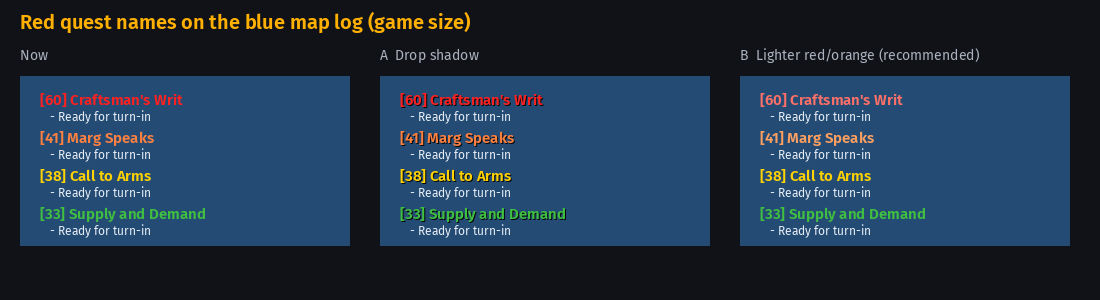 Red quest names on the blue map log (game size)
Now
[60] Craftsman's Writ
- Ready for turn-in
[41] Marg Speaks
- Ready for turn-in
[38] Call to Arms
- Ready for turn-in
[33] Supply and Demand
- Ready for turn-in
A Drop shadow
[60] Craftsman's Writ
- Ready for turn-in
[41] Marg Speaks
- Ready for turn-in
[38] Call to Arms
- Ready for turn-in
[33] Supply and Demand
- Ready for turn-in
B Lighter red/orange (recommended)
[60] Craftsman's Writ
- Ready for turn-in
[41] Marg Speaks
- Ready for turn-in
[38] Call to Arms
- Ready for turn-in
[33] Supply and Demand
- Ready for turn-in